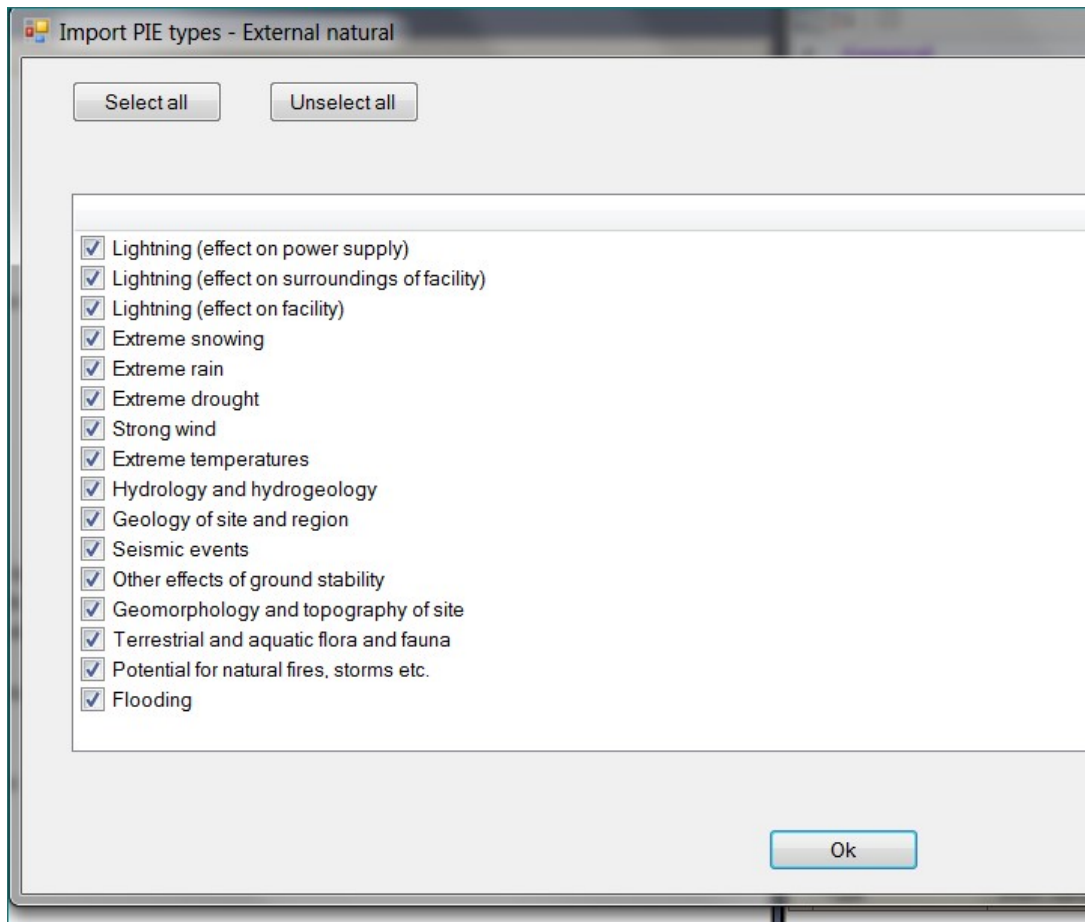 Import PIE types - External natural
Select all
Unselect all
Lightning (effect on power supply)
Lightning (effect on surroundings of facility)
Lightning (effect on facility)
Extreme snowing
Extreme rain
Extreme drought
Strong wind
Extreme temperatures
Hydrology and hydrogeology
Geology of site and region
Seismic events
Other effects of ground stability
Geomorphology and topography of site
Terrestrial and aquatic flora and fauna
Potential for natural fires, storms etc.
Flooding
Ok